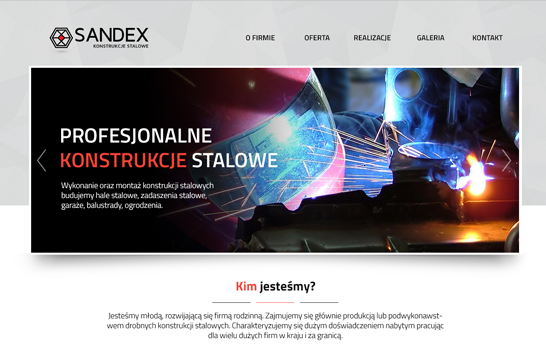 SANDEX
KONSTRUKCJE STALOWE
O FIRMIE OFERTA REALIZACJE GALERIA KONTAKT
PROFESJONALNE
KONSTRUKCJE STALOWE
Wykonanie oraz montaż konstrukcji stalowych
budujemy hale stalowe, zadaszenia stalowe,
garaże, balustrady, ogrodzenia.
Kim jesteśmy?
Jesteśmy młodą, rozwijającą się firmą rodzinną. Zajmujemy się głównie produkcją lub podwykonawst-
wem drobnych konstrukcji stalowych. Charakteryzujemy się dużym doświadczeniem nabytym pracując
dla wielu dużych firm w kraju i za granicą.